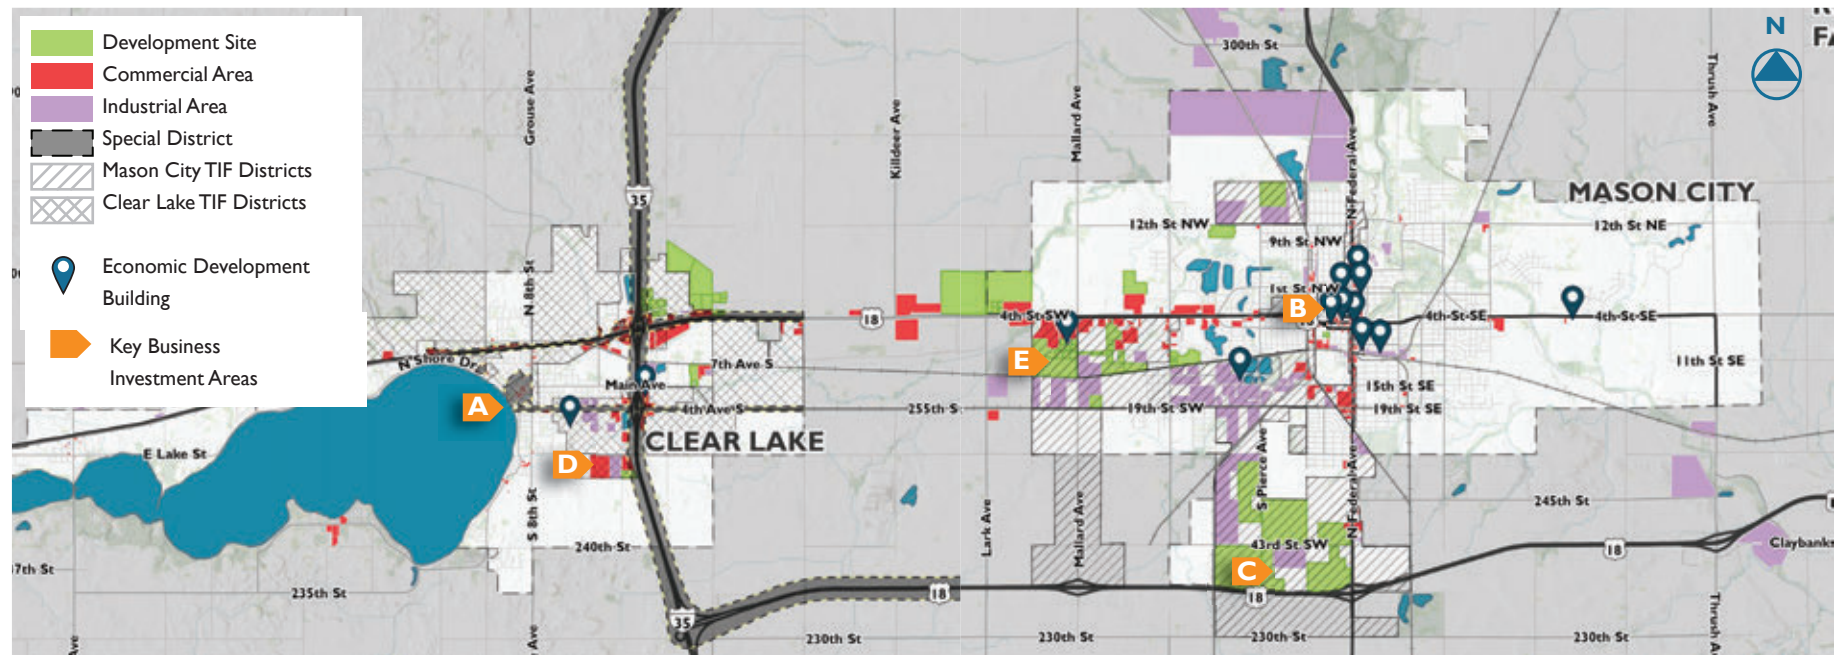 Development Site
Commercial Area
Industrial Area
Special District
Mason City TIF Districts
Clear Lake TIF Districts
Economic Development
Building
Key Business
Investment Areas
N
300th St
Grouse Ave
Killdeer Ave
Mallard Ave
N Federal Ave
Thrush Ave
35
MASON CITY
12th St NW
12th St NE
9th St NW
N 8th St
1st St NW
B
18
4th St SW
4th St SE
4th St SE
N Shore Dr
7th Ave S
E
11th St SE
Main Ave
15th St SE
A
4th Ave S
255th S
19th St SW
19th St SE
CLEAR LAKE
E Lake St
D
S Pierce Ave
N Federal Ave
S 8th St
Lark Ave
Mallard Ave
245th St
240th St
43rd St SW
18
Claybanks
7th St
C
235th St
18
18
35
230th St
230th St
230th St
230th St
Thrush A
Ave